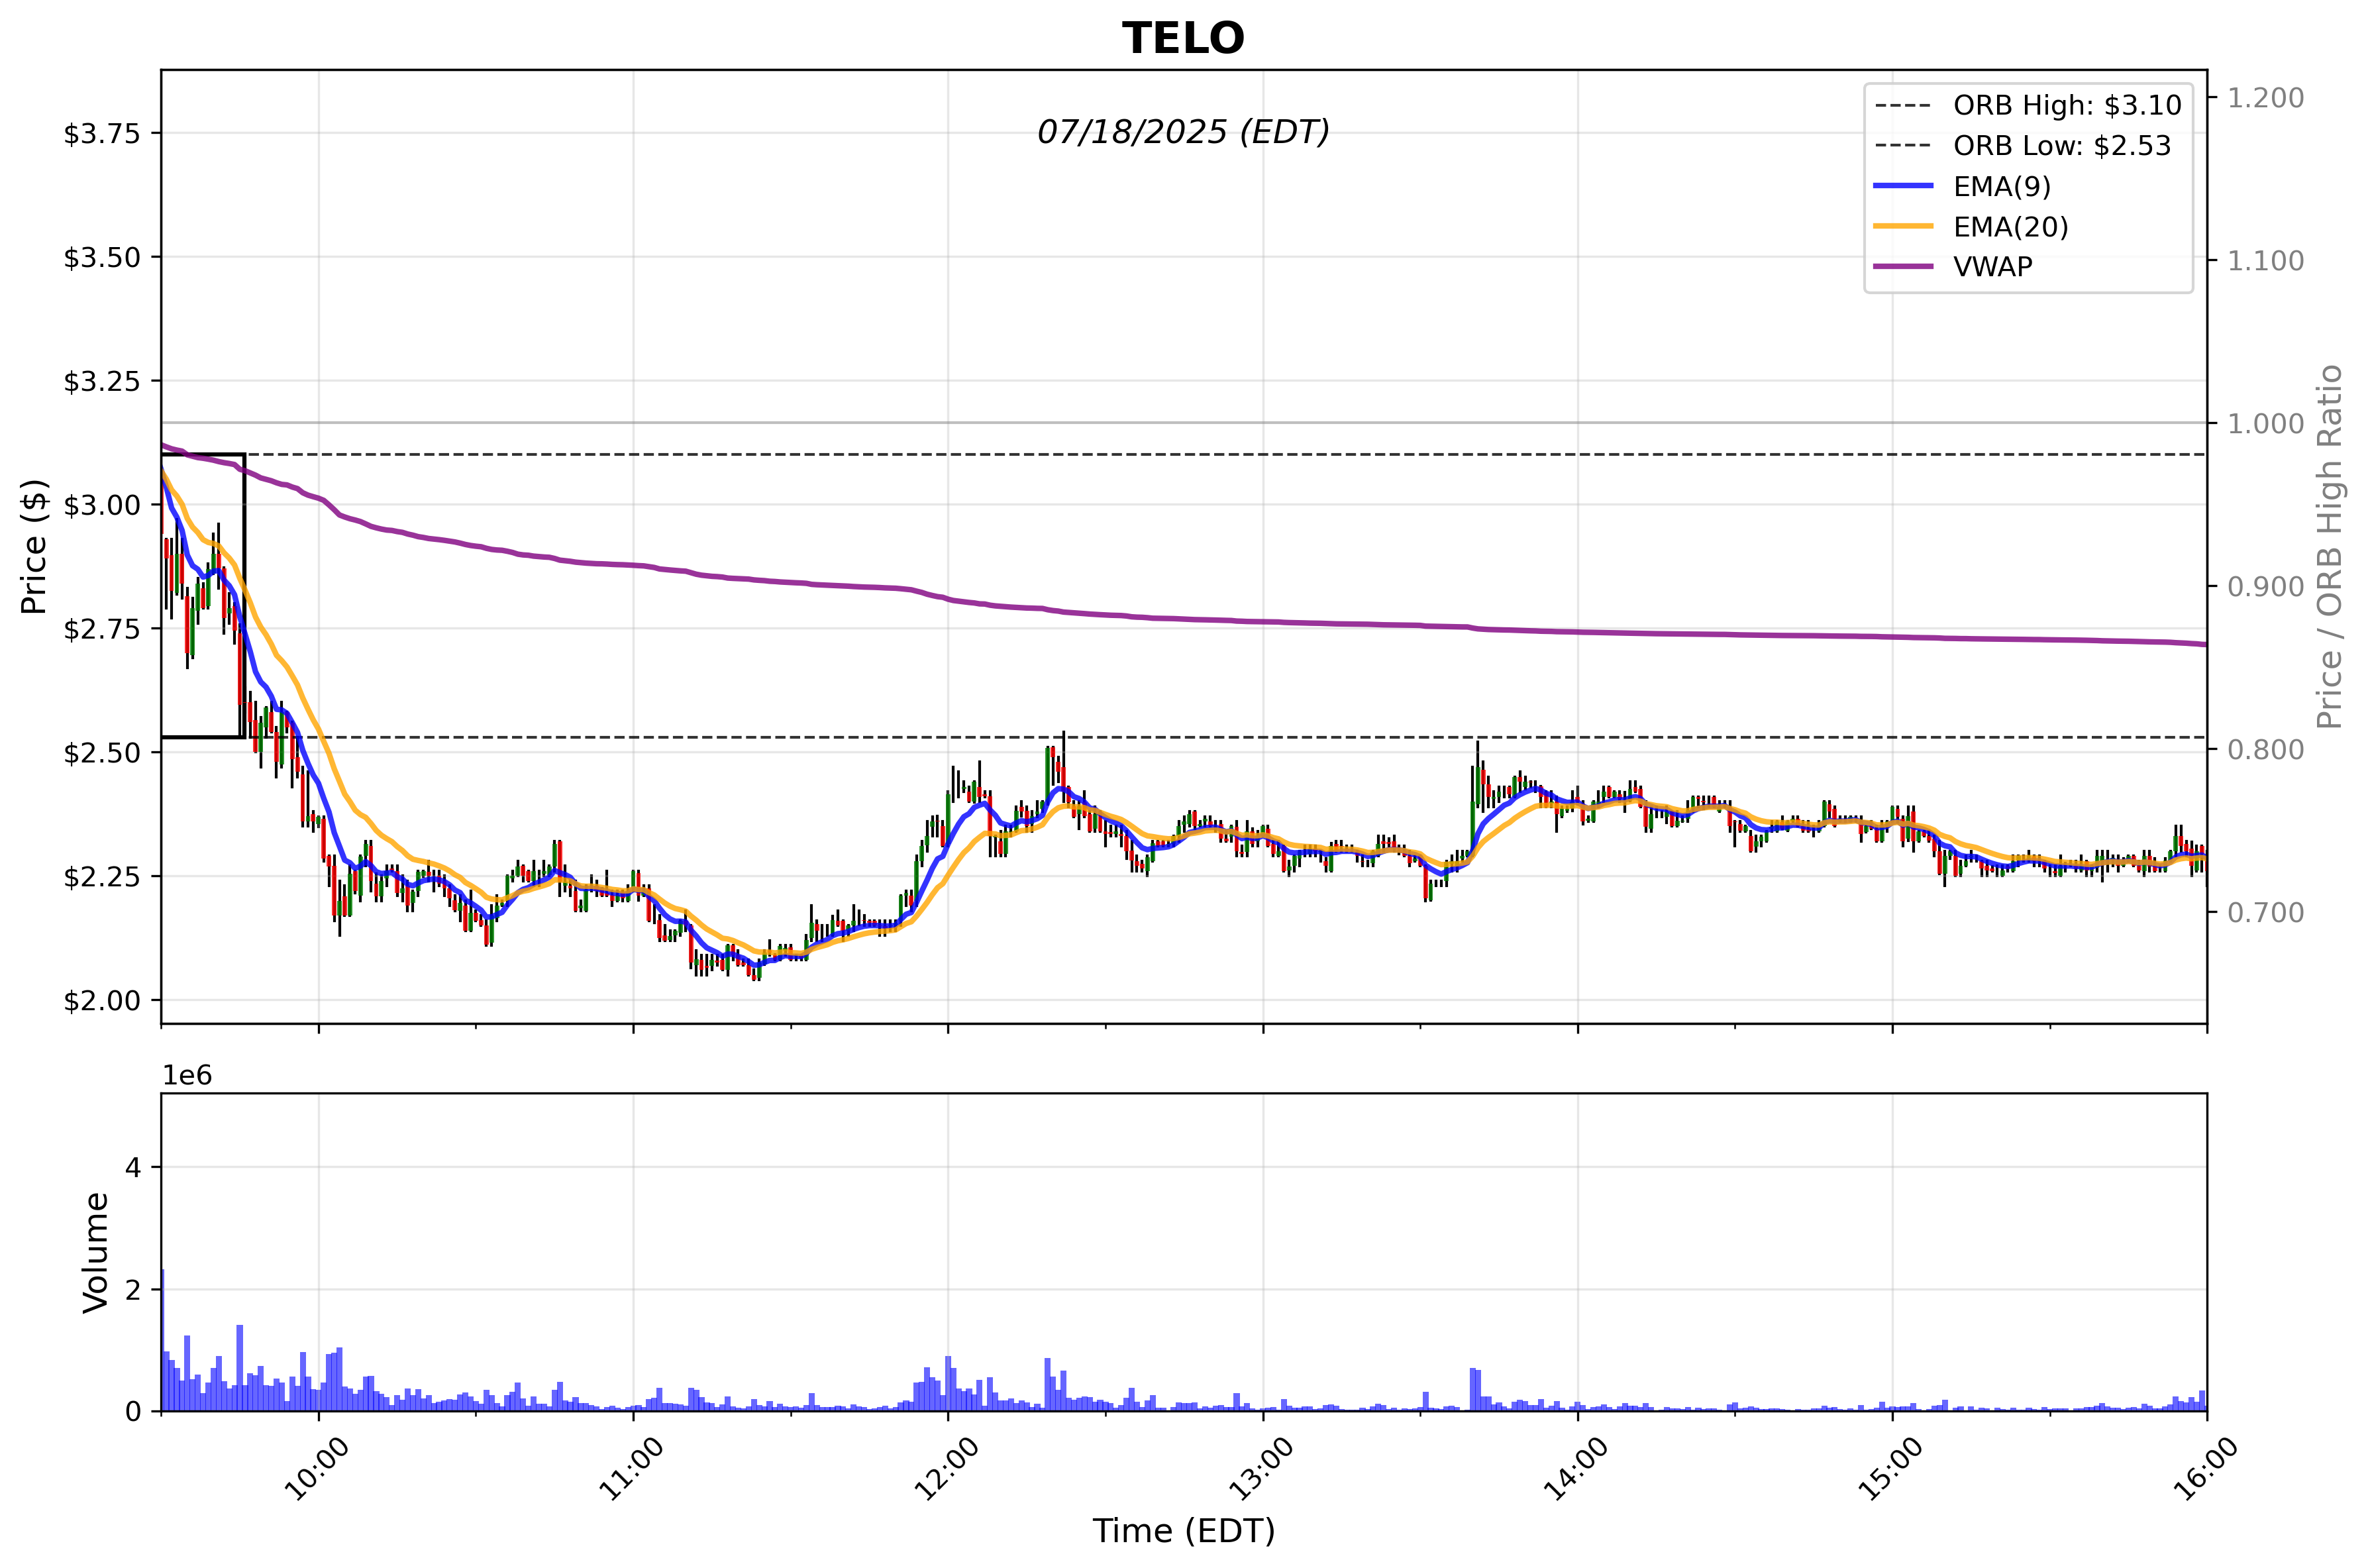 TELO
07/18/2025 (EDT)
ORB High: $3.10
ORB Low: $2.53
EMA(9)
EMA(20)
VWAP
Price ($)
$3.75
$3.50
$3.25
$3.00
$2.75
$2.50
$2.25
$2.00
1.200
1.100
1.000
0.900
0.800
0.700
Price / ORB High Ratio
1e6
Volume
4
2
0
10:00
11:00
12:00
13:00
14:00
15:00
16:00
Time (EDT)